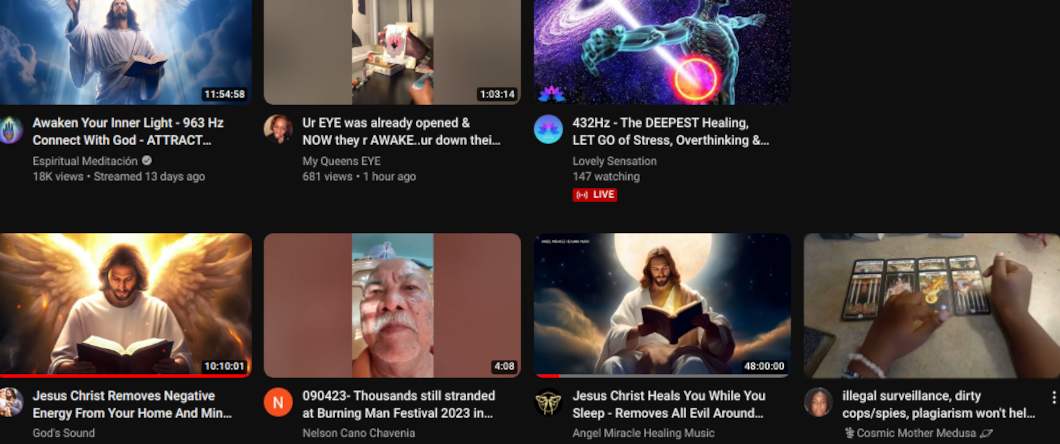 11:54:58
1:03:14
Awaken Your Inner Light - 963 Hz
Connect With God - ATTRACT...
Espiritual Meditación
18K views • Streamed 13 days ago
Ur EYE was already opened &
NOW they r AWAKE..ur down thei...
My Queens EYE
681 views • 1 hour ago
432Hz - The DEEPEST Healing,
LET GO of Stress, Overthinking &...
Lovely Sensation
147 watching
LIVE
10:10:01
4:08
ANGEL MIRACLE HEALING MUSIC
48:00:00
Jesus Christ Removes Negative
Energy From Your Home And Min...
God's Sound
N
090423- Thousands still stranded
at Burning Man Festival 2023 in...
Nelson Cano Chavenia
Jesus Christ Heals You While You
Sleep - Removes All Evil Around...
Angel Miracle Healing Music
illegal surveillance, dirty
cops/spies, plagiarism won't hel...
Cosmic Mother Medusa